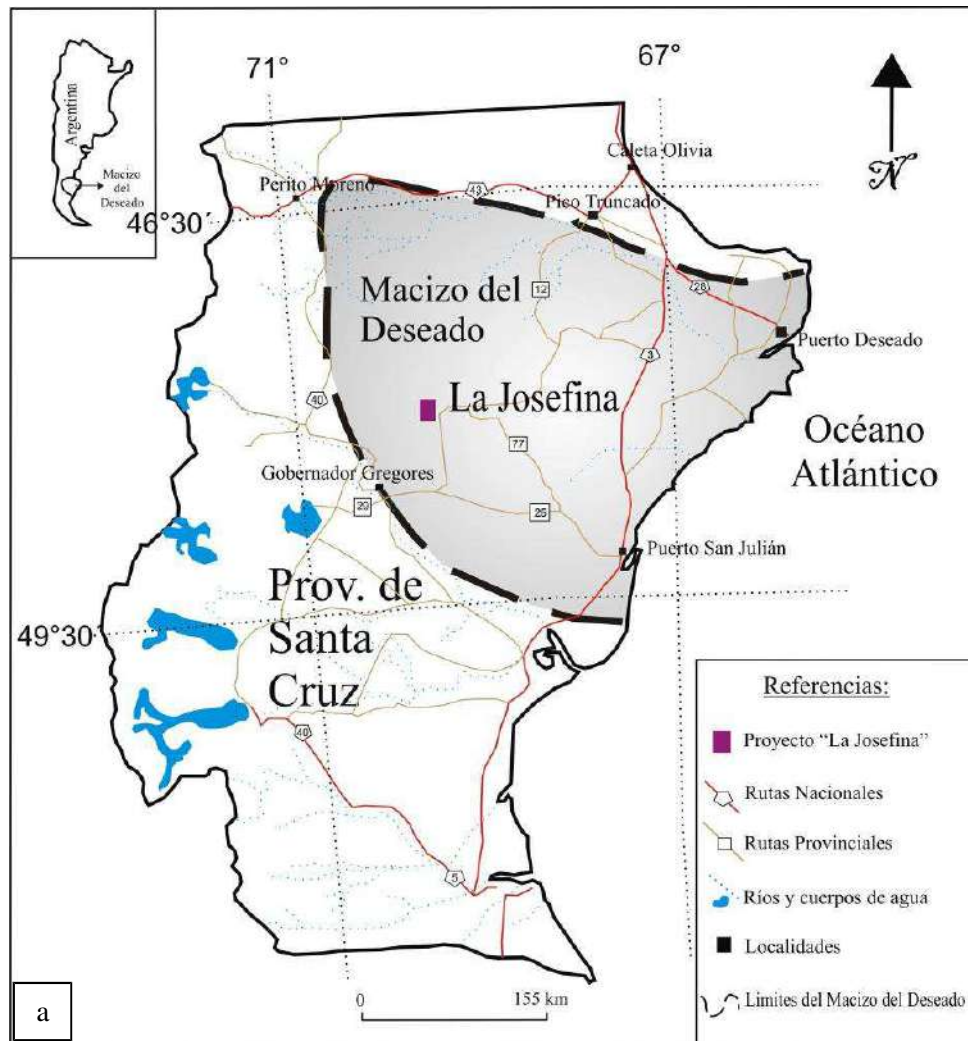 Argentina
Macizo
del
Deseado
71°
67°
N
Caleta Olivia
Perito Moreno
43
Pico Truncado
46°30´
Macizo del
Deseado
12
28
Puerto Deseado
3
La Josefina
40
Océano
Atlántico
77
Gobernador Gregores
29
25
Puerto San Julián
Prov. de
Santa
Cruz
49°30
40
5
Referencias:
Proyecto “La Josefina”
Rutas Nacionales
Rutas Provinciales
Ríos y cuerpos de agua
Localidades
Limites del Macizo del Deseado
0 155 km
a